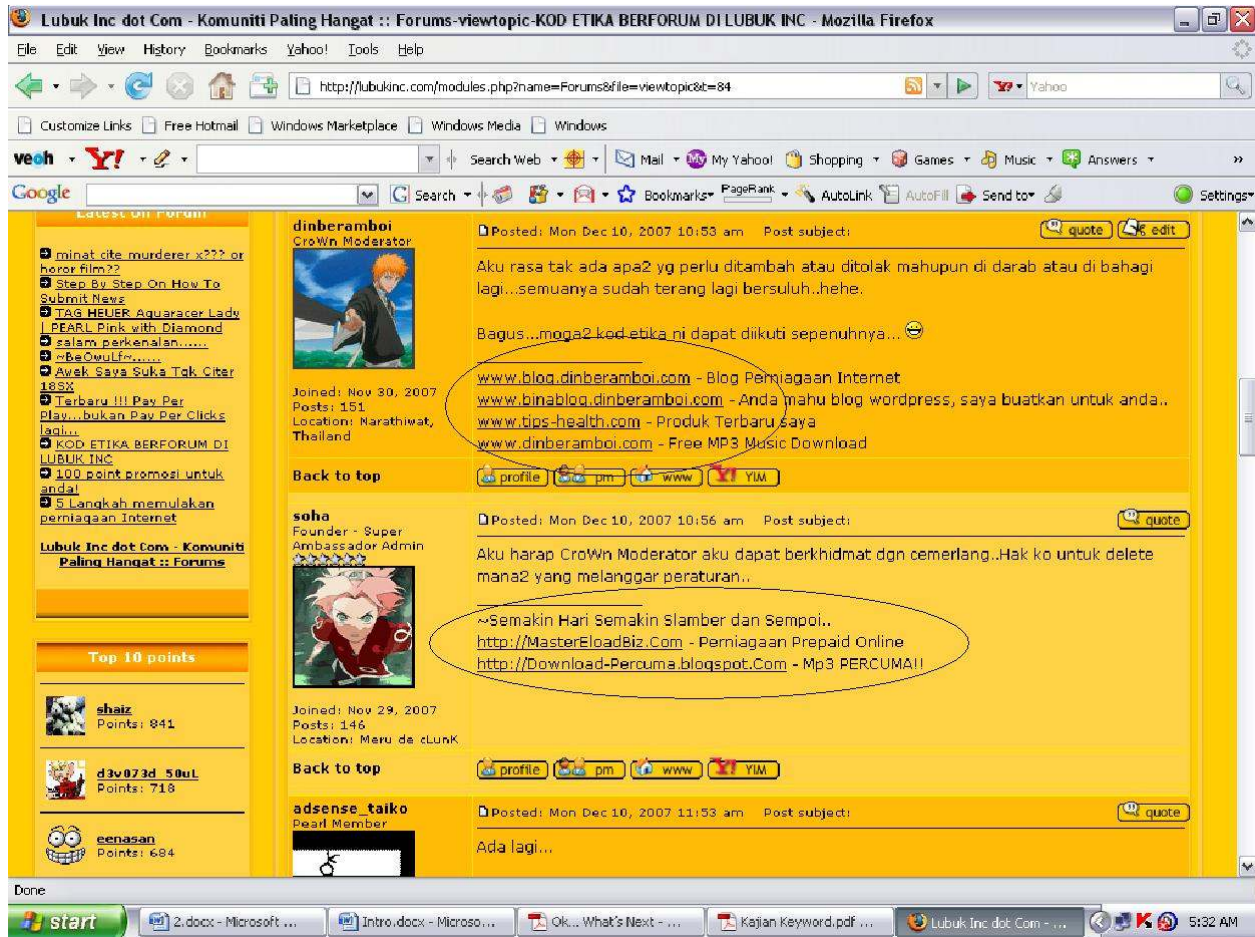 Lubuk Inc dot Com - Komuniti Paling Hangat :: Forums-viewtopic-KOD ETIKA BERFORUM DI LUBUK INC - Mozilla Firefox
File Edit View History Bookmarks Yahoo! Tools Help
http://lubukinc.com/modules.php?name=Forums&file=viewtopic&t=84
Yahoo
Customize Links Free Hotmail Windows Marketplace Windows Media Windows
veoh Y! Search Web Mail My Yahoo! Shopping Games Music Answers »
Google Search Bookmarks PageRank AutoLink AutoFill Send to Settings
Latest On Forum
minat cite murderer x??? or
horor film??
Step By Step On How To
Submit News
TAG HEUER Aquaracer Lady
| PEARL Pink with Diamond
salam perkenalan......
~BeOwuLf~......
Awek Saya Suka Tgk Citer
18SX
Terbaru !!! Pay Per
Play...bukan Pay Per Clicks
lagi...
KOD ETIKA BERFORUM DI
LUBUK INC
100 point promosi untuk
anda!
5 Langkah memulakan
perniagaan Internet
Lubuk Inc dot Com - Komuniti
Paling Hangat :: Forums
Top 10 points
shaiz
Points: 841
d3v073d_50uL
Points: 718
eenasan
Points: 684
dinberamboi
CroWn Moderator
Joined: Nov 30, 2007
Posts: 151
Location: Narathiwat,
Thailand
Posted: Mon Dec 10, 2007 10:53 am Post subject:
quote edit
Aku rasa tak ada apa2 yg perlu ditambah atau ditolak mahupun di darab atau di bahagi
lagi...semuanya sudah terang lagi bersuluh..hehe.
Bagus...moga2 kod etika ni dapat diikuti sepenuhnya...
www.blog.dinberamboi.com - Blog Perniagaan Internet
www.binablog.dinberamboi.com - Anda mahu blog wordpress, saya buatkan untuk anda..
www.tips-health.com - Produk Terbaru saya
www.dinberamboi.com - Free MP3 Music Download
Back to top
profile pm www YIM
soha
Founder - Super
Ambassador Admin
Joined: Nov 29, 2007
Posts: 146
Location: Meru de cLunK
Posted: Mon Dec 10, 2007 10:56 am Post subject:
quote
Aku harap CroWn Moderator aku dapat berkhidmat dgn cemerlang..Hak ko untuk delete
mana2 yang melanggar peraturan..
~Semakin Hari Semakin Slamber dan Sempoi..
http://MasterEloadBiz.Com - Perniagaan Prepaid Online
http://Download-Percuma.blogspot.Com - Mp3 PERCUMA!!
Back to top
profile pm www YIM
adsense_taiko
Pearl Member
Posted: Mon Dec 10, 2007 11:53 am Post subject:
quote
Ada lagi...
Done
start 2.docx - Microsoft ... Intro.docx - Microso... Ok... What's Next - ... Kajian Keyword.pdf ... Lubuk Inc dot Com - ... 5:32 AM